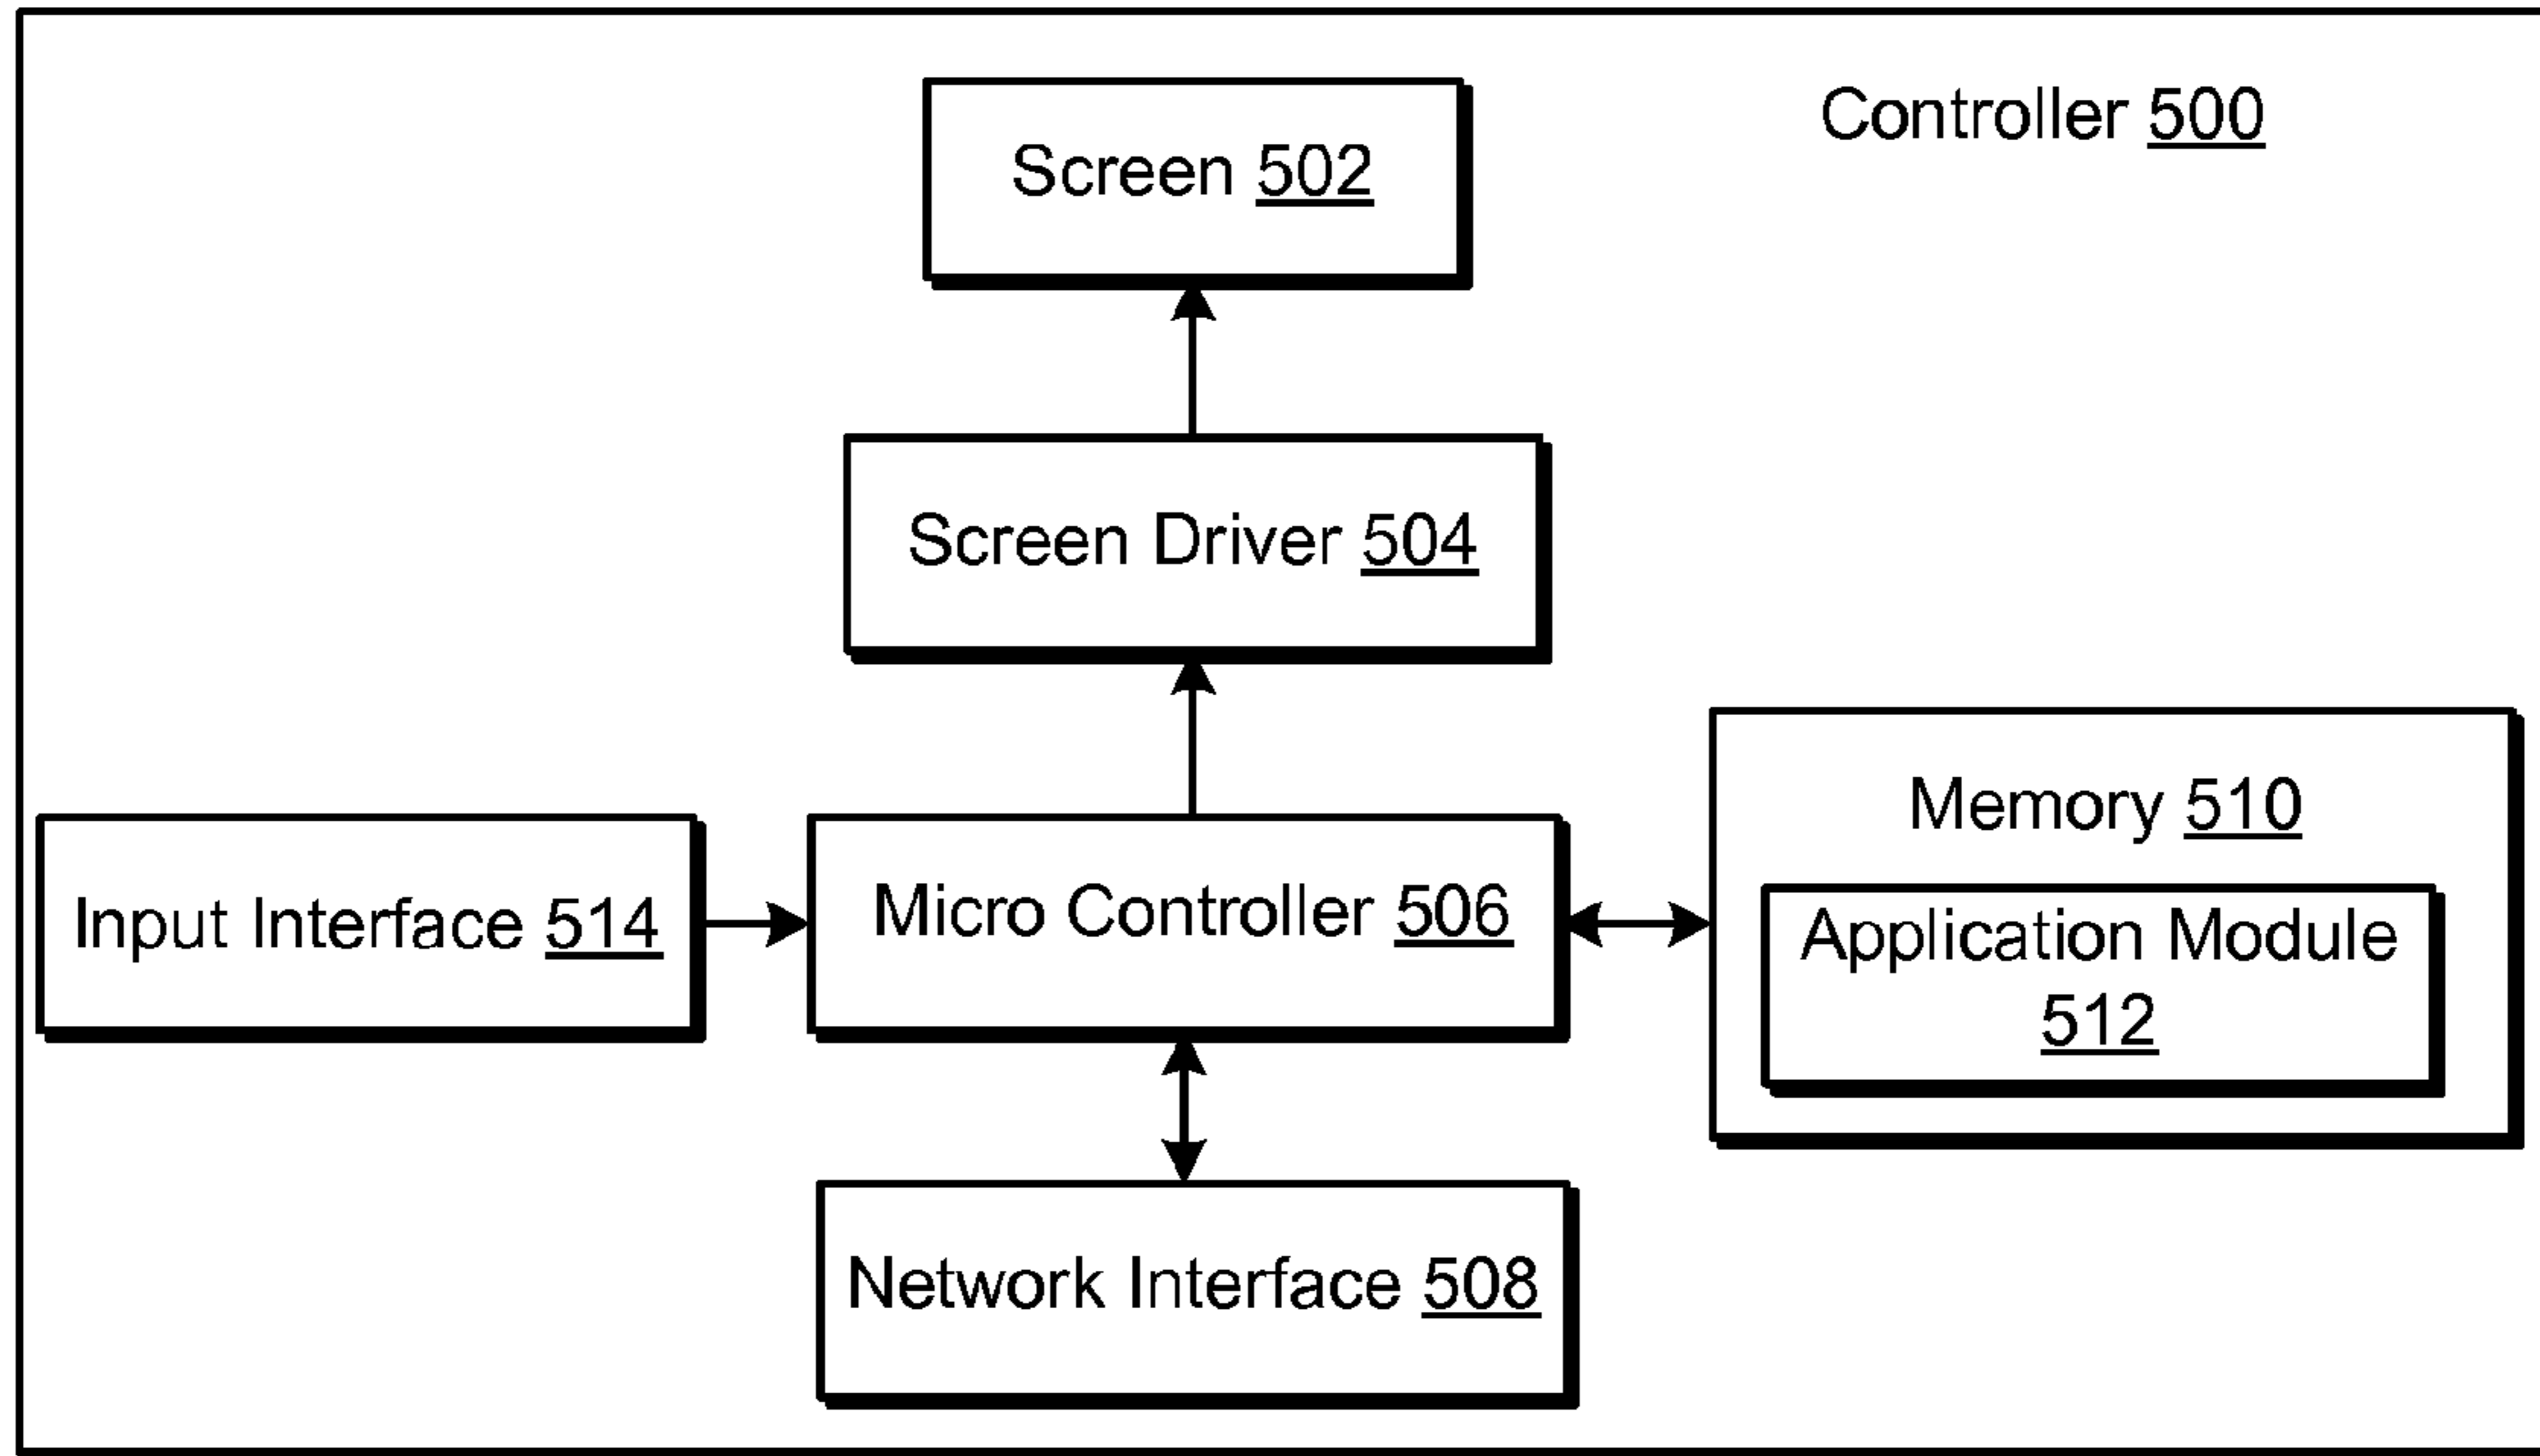 Controller 500
Screen 502
Screen Driver 504
Memory 510
Input Interface 514
Micro Controller 506
Application Module
512
Network Interface 508